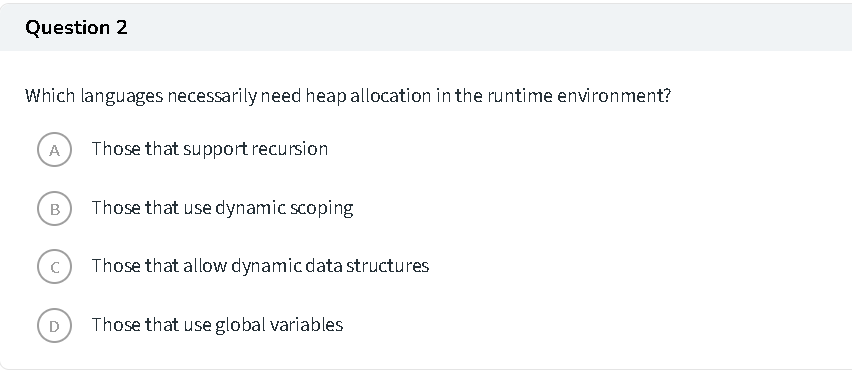 Question 2
Which languages necessarily need heap allocation in the runtime environment?
A Those that support recursion
B Those that use dynamic scoping
C Those that allow dynamic data structures
D Those that use global variables